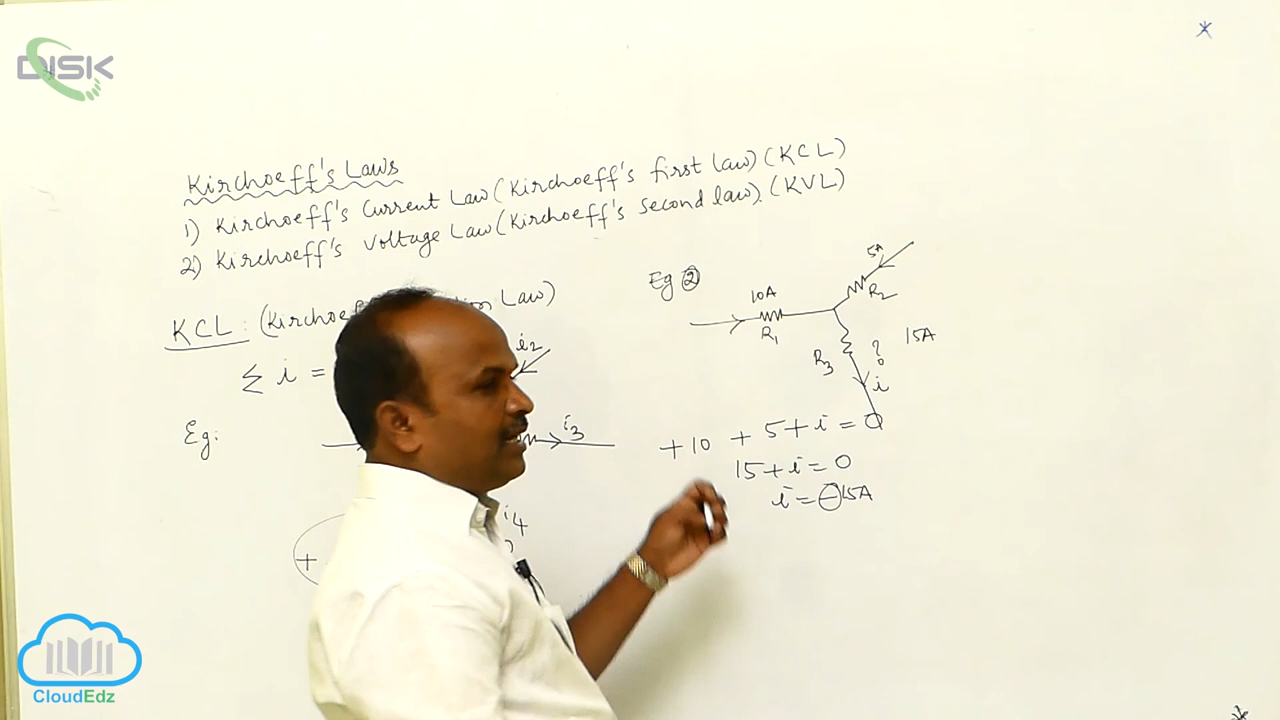 DISK
Kirchoeff's Laws
1) Kirchoeff's Current Law (Kirchoeff's first law) (KCL)
2) Kirchoeff's Voltage Law (Kirchoeff's second law). (KVL)
KCL : (Kirchoe Law)
Σ i =
i2
Eg:
i3
+
i4
Eg 2
10A
R1
5A
R2
R3
?
15A
i
+10 + 5+i = 0
15+i=0
i = -15A
CloudEdz